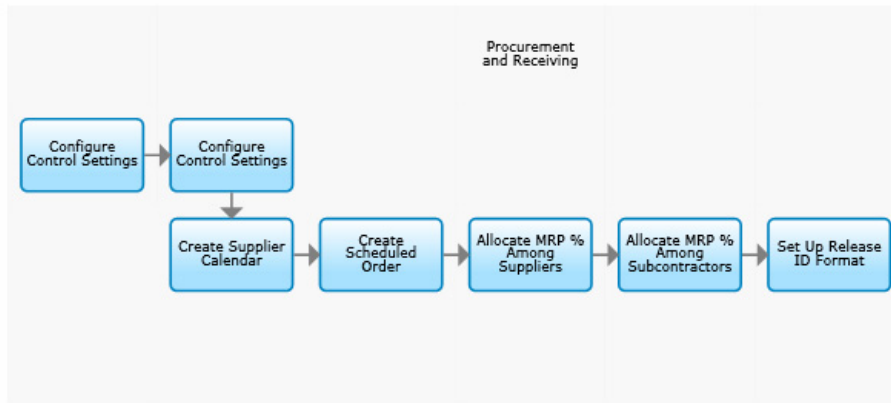 Procurement
and Receiving
Configure
Control Settings
Configure
Control Settings
Create Supplier
Calendar
Create
Scheduled
Order
Allocate MRP %
Among
Suppliers
Allocate MRP %
Among
Subcontractors
Set Up Release
ID Format